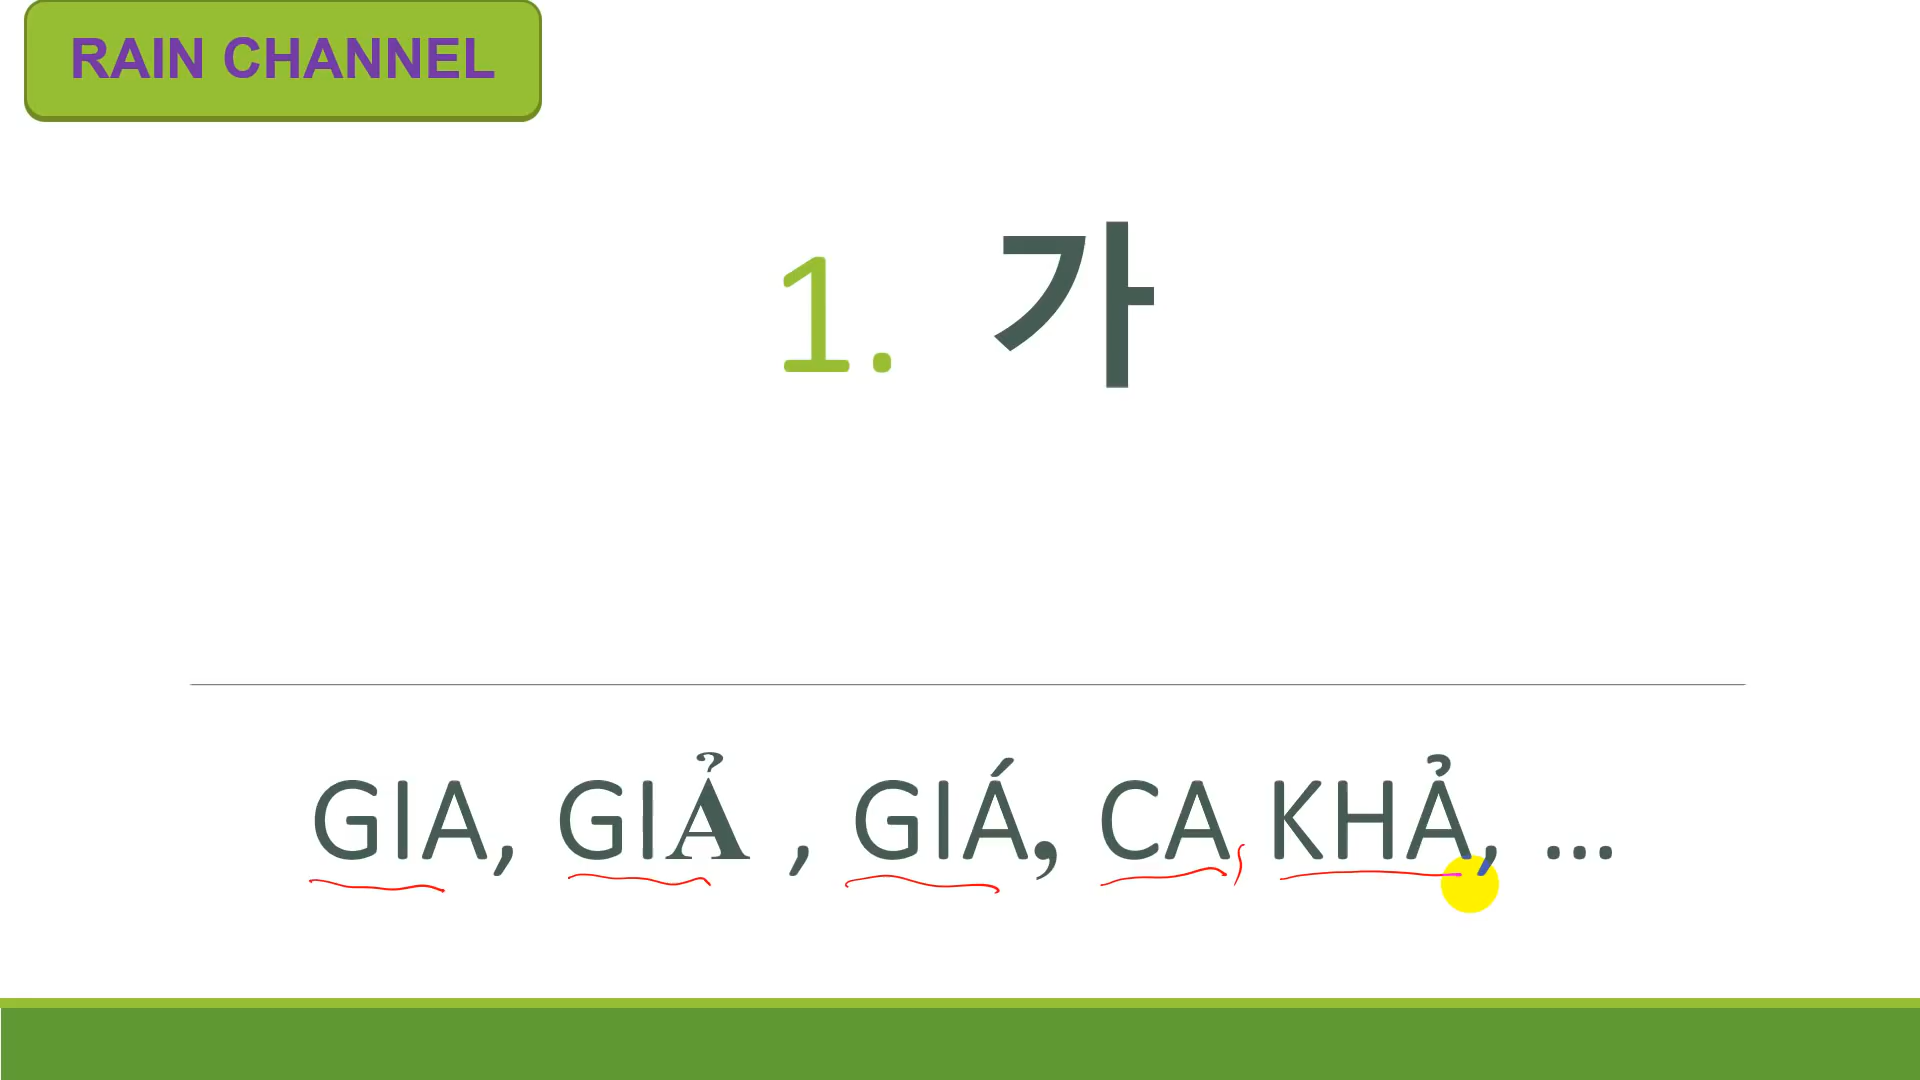 RAIN CHANNEL
1. 가
GIA, GIẢ , GIÁ, CA, KHẢ, ...